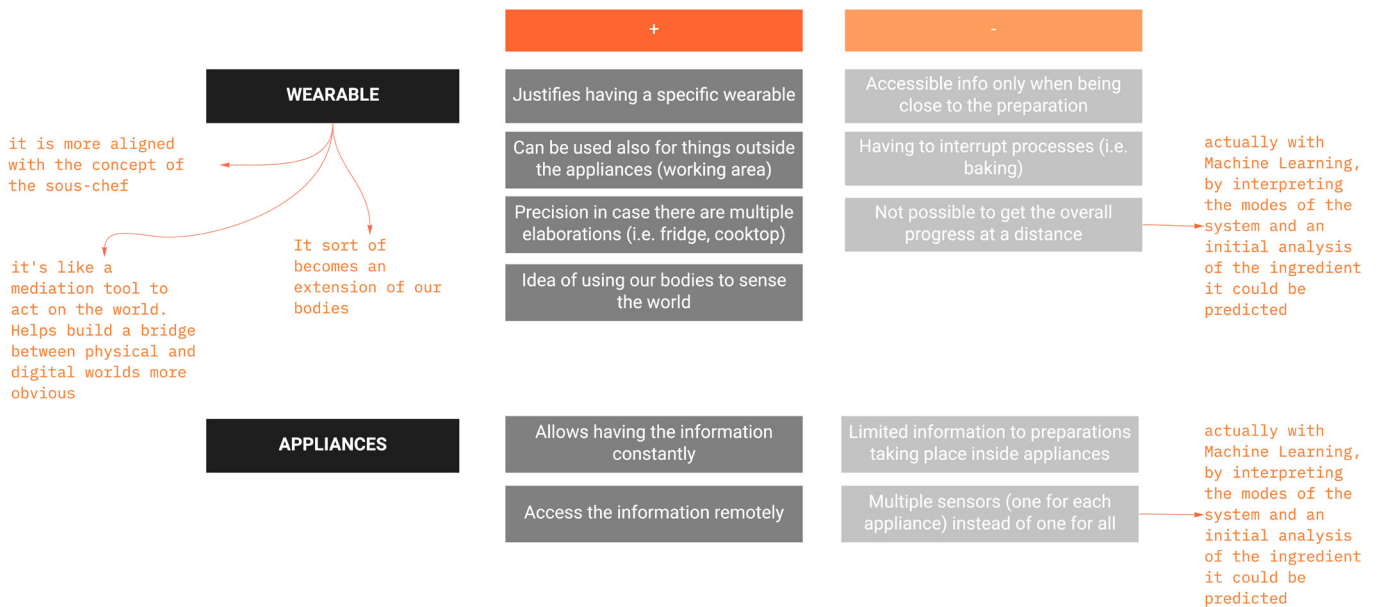 +
-
WEARABLE
Justifies having a specific wearable
Accessible info only when being
close to the preparation
it is more aligned
with the concept of
the sous-chef
Can be used also for things outside
the appliances (working area)
Having to interrupt processes (i.e.
baking)
Precision in case there are multiple
elaborations (i.e. fridge, cooktop)
Not possible to get the overall
progress at a distance
actually with
Machine Learning,
by interpreting
the modes of the
system and an
initial analysis
of the ingredient
it could be
predicted
it's like a
mediation tool to
act on the world.
Helps build a bridge
between physical and
digital worlds more
obvious
It sort of
becomes an
extension of our
bodies
Idea of using our bodies to sense
the world
APPLIANCES
Allows having the information
constantly
Limited information to preparations
taking place inside appliances
Access the information remotely
Multiple sensors (one for each
appliance) instead of one for all
actually with
Machine Learning,
by interpreting
the modes of the
system and an
initial analysis
of the ingredient
it could be
predicted